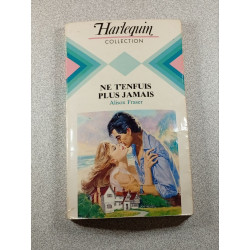 Harlequin
COLLECTION
NE T'ENFUIS
PLUS JAMAIS
Alison Fraser